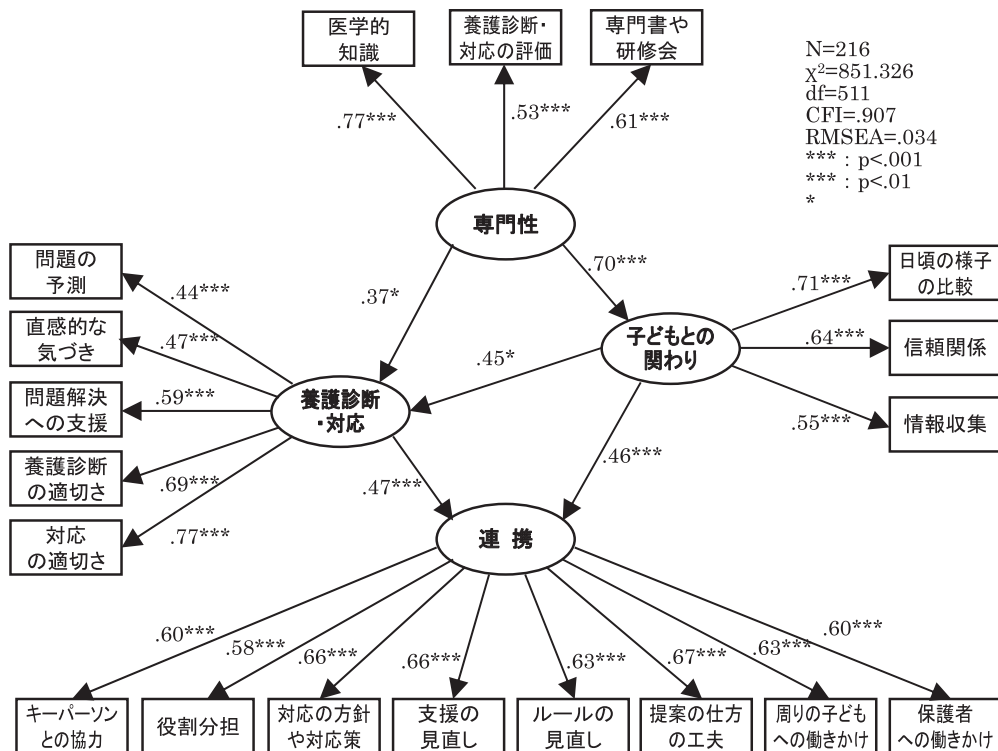 医学的
知識
養護診断・
対応の評価
専門書や
研修会
N=216
χ²=851.326
df=511
CFI=.907
RMSEA=.034
*** : p<.001
*** : p<.01
*
.77***
.53***
.61***
専門性
問題の
予測
直感的な
気づき
問題解決
への支援
養護診断
の適切さ
対応
の適切さ
.44***
.47***
.59***
.69***
.77***
.37*
.70***
.45*
養護診断
・対応
子どもとの
関わり
.71***
.64***
.55***
日頃の様子
の比較
信頼関係
情報収集
.47***
.46***
連 携
.60***
.58***
.66***
.66***
.63***
.67***
.63***
.60***
キーパーソン
との協力
役割分担
対応の方針
や対応策
支援の
見直し
ルールの
見直し
提案の仕方
の工夫
周りの子ども
への働きかけ
保護者
への働きかけ